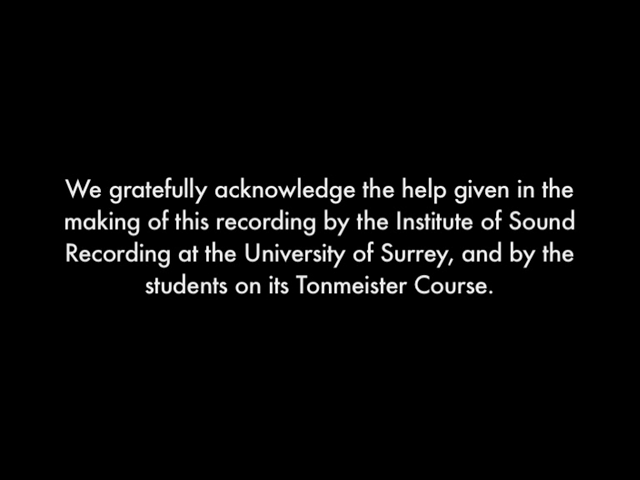 We gratefully acknowledge the help given in the
making of this recording by the Institute of Sound
Recording at the University of Surrey, and by the
students on its Tonmeister Course.